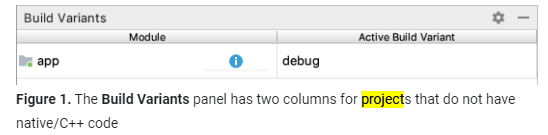 Build Variants
Module Active Build Variant
app debug
Figure 1. The Build Variants panel has two columns for projects that do not have
native/C++ code